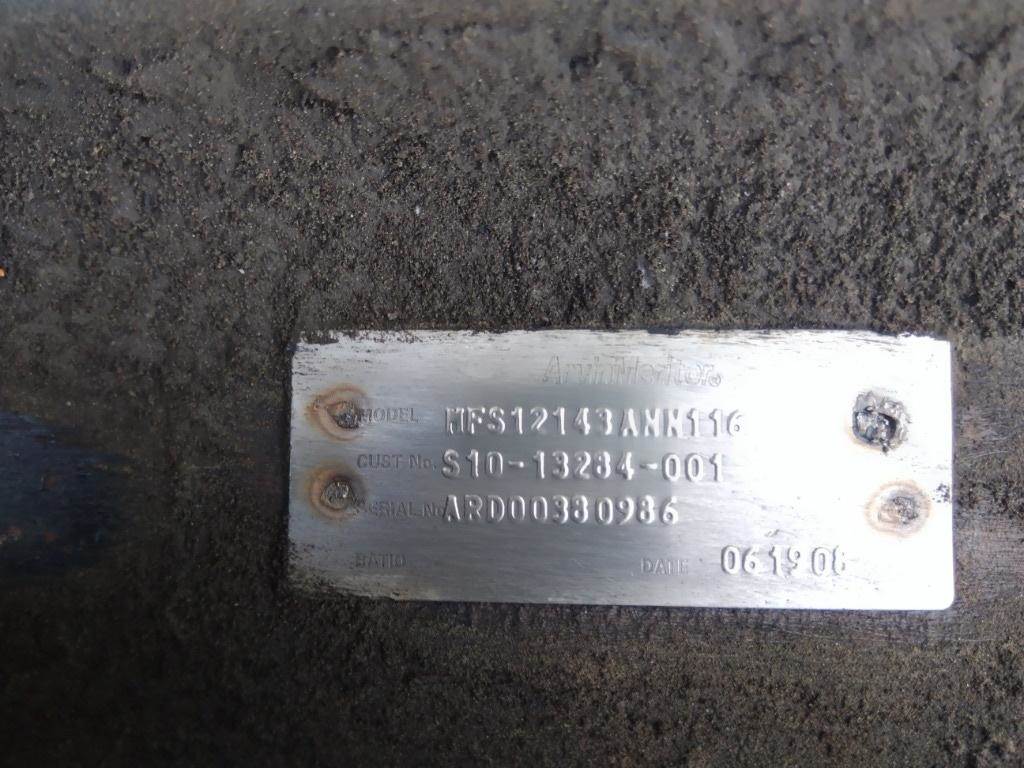 ArvinMeritor
MODEL MFS12143ANN116
CUST No. S10-13284-001
SERIAL No. ARD00380986
RATIO DATE 061906